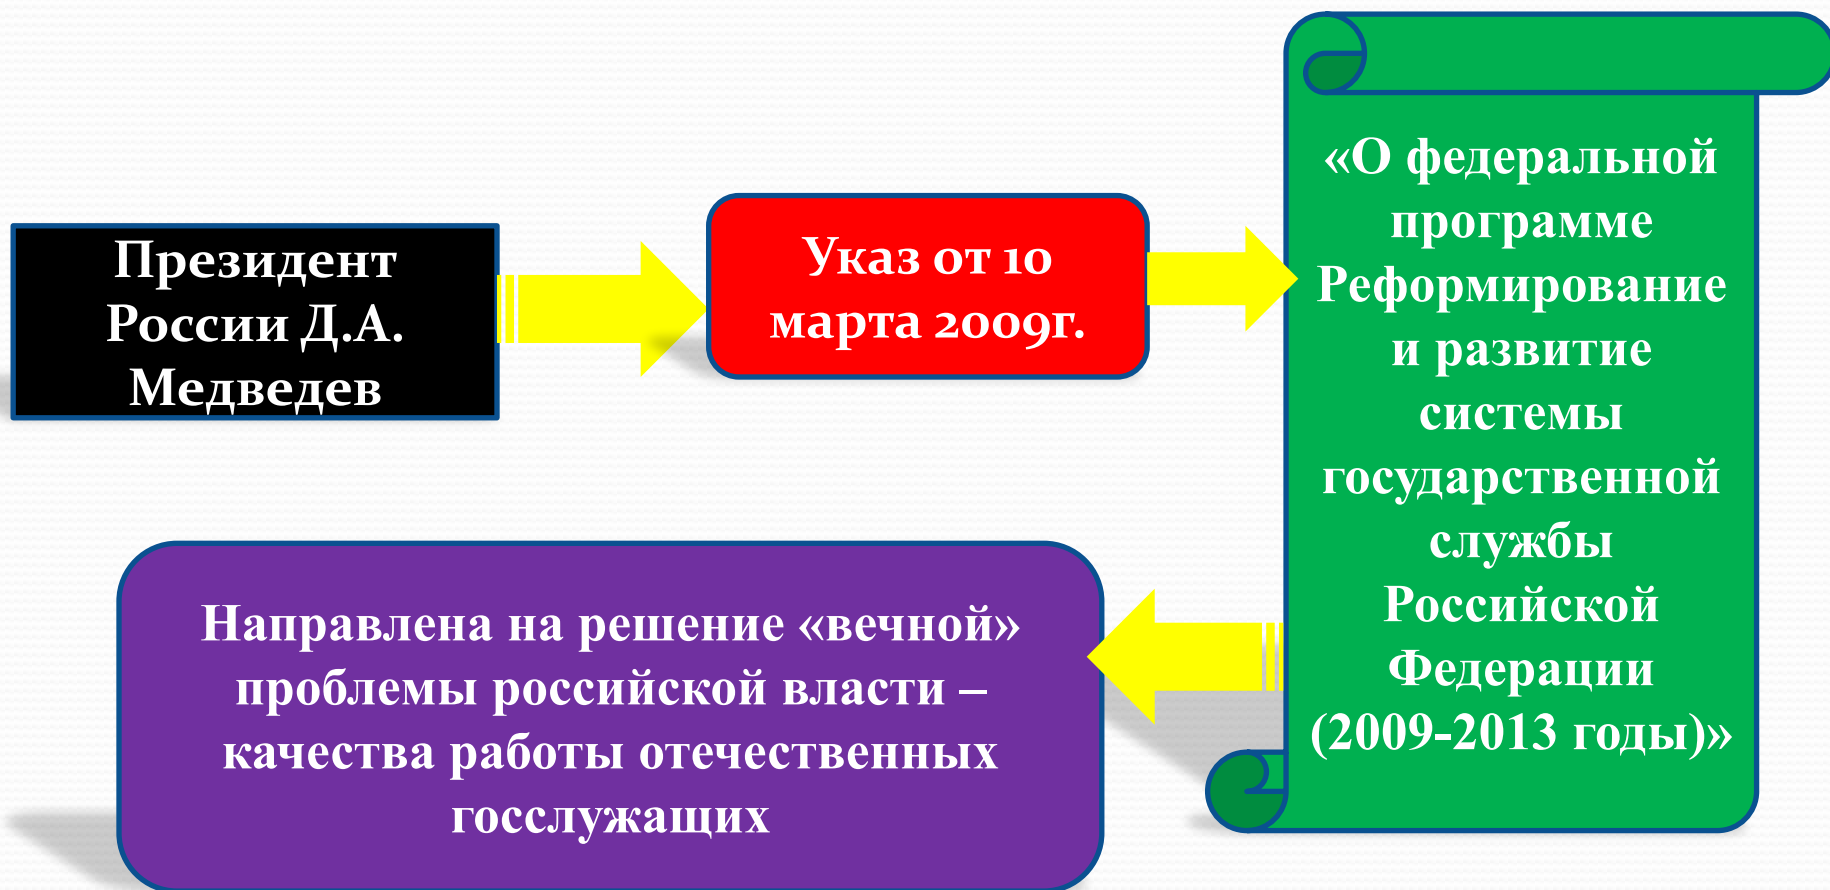 Президент
России Д.А.
Медведев
Указ от 10
марта 2009г.
«О федеральной
программе
Реформирование
и развитие
системы
государственной
службы
Российской
Федерации
(2009-2013 годы)»
Направлена на решение «вечной»
проблемы российской власти –
качества работы отечественных
госслужащих